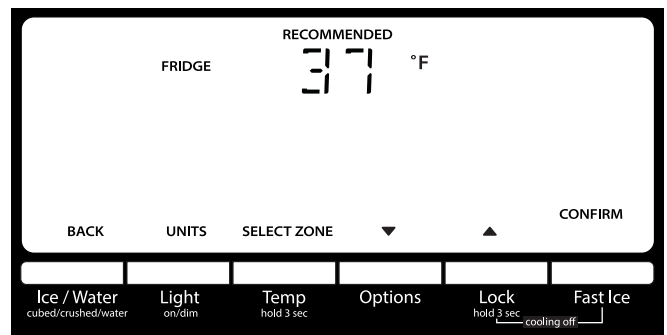 RECOMMENDED
FRIDGE 37 °F
CONFIRM
BACK UNITS SELECT ZONE ▼ ▲
Ice / Water Light Temp Options Lock Fast Ice
cubed/crushed/water on/dim hold 3 sec hold 3 sec
cooling off